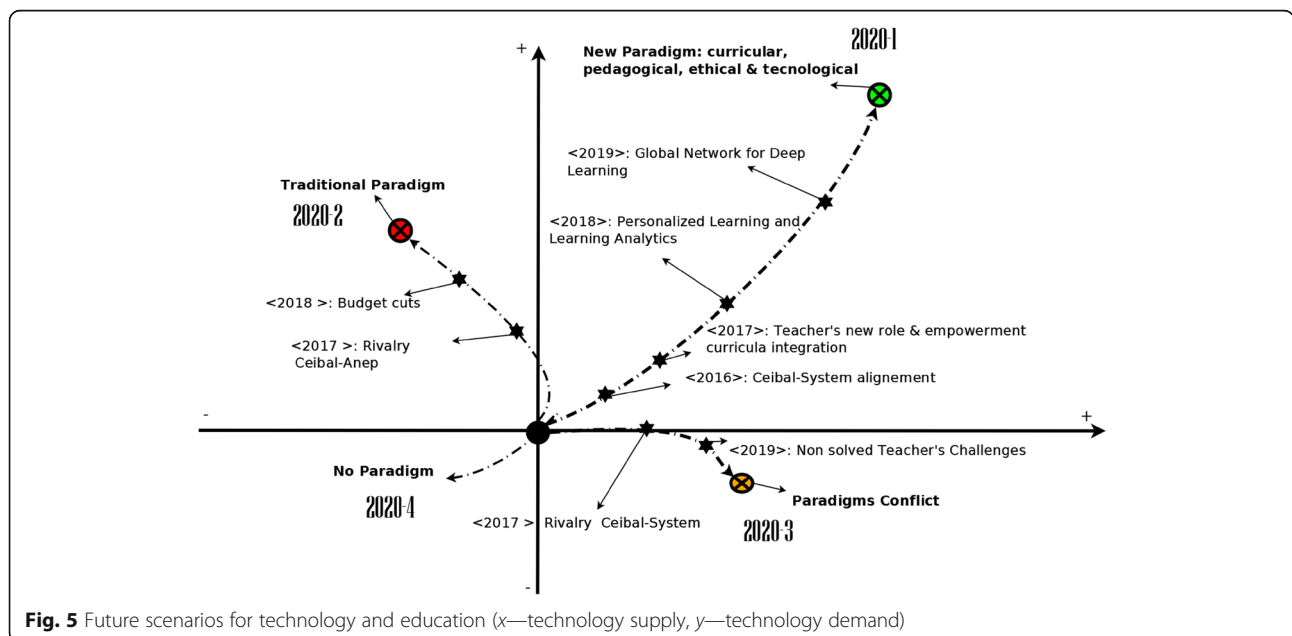 2020-1
+
New Paradigm: curricular,
pedagogical, ethical & tecnological
<2019>: Global Network for Deep
Learning
Traditional Paradigm
2020-2
<2018>: Personalized Learning and
Learning Analytics
<2018 >: Budget cuts
<2017 >: Rivalry
Ceibal-Anep
<2017>: Teacher's new role & empowerment
curricula integration
<2016>: Ceibal-System alignement
-
+
<2019>: Non solved Teacher's Challenges
No Paradigm
2020-4
Paradigms Conflict
<2017 > Rivalry Ceibal-System
2020-3
-
Fig. 5 Future scenarios for technology and education (x—technology supply, y—technology demand)